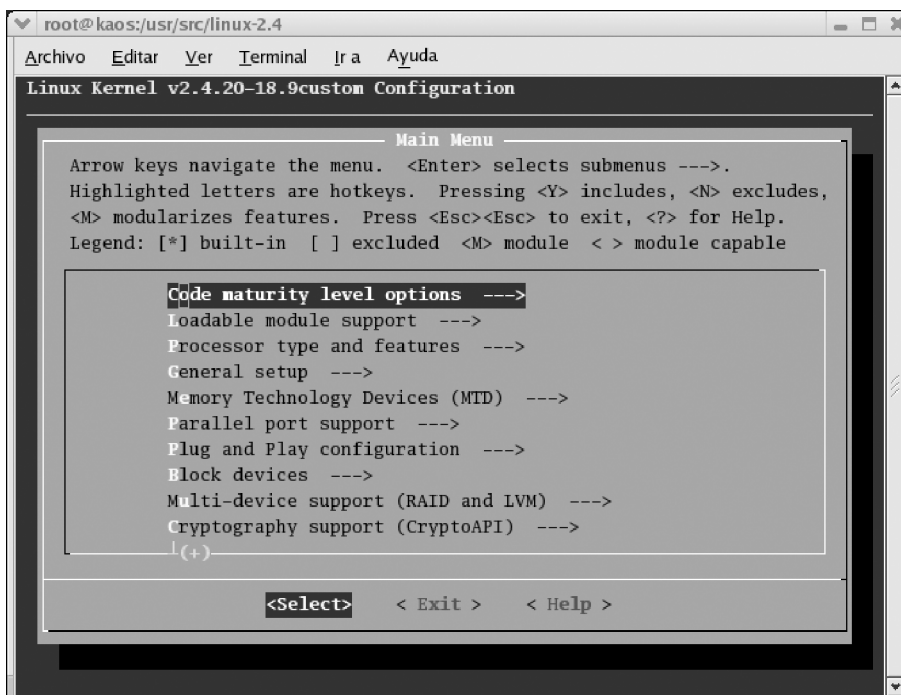 root@kaos:/usr/src/linux-2.4
Archivo Editar Ver Terminal Ir a Ayuda
Linux Kernel v2.4.20-18.9custom Configuration
Main Menu
Arrow keys navigate the menu. <Enter> selects submenus --->.
Highlighted letters are hotkeys. Pressing <Y> includes, <N> excludes,
<M> modularizes features. Press <Esc><Esc> to exit, <?> for Help.
Legend: [*] built-in [ ] excluded <M> module < > module capable
Code maturity level options --->
Loadable module support --->
Processor type and features --->
General setup --->
Memory Technology Devices (MTD) --->
Parallel port support --->
Plug and Play configuration --->
Block devices --->
Multi-device support (RAID and LVM) --->
Cryptography support (CryptoAPI) --->
(+)
<Select> < Exit > < Help >